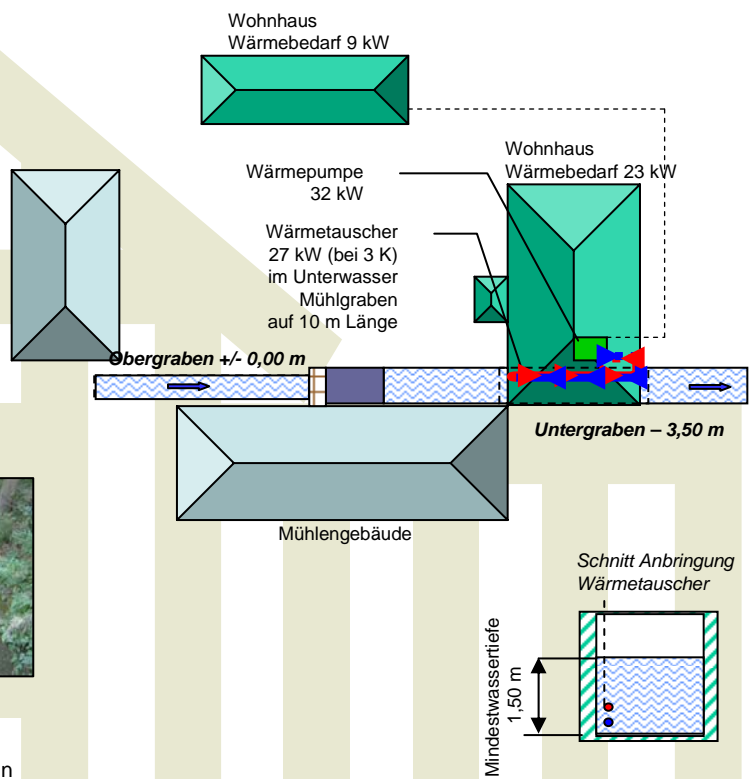 Wohnhaus
Wärmebedarf 9 kW
Wohnhaus
Wärmebedarf 23 kW
Wärmepumpe
32 kW
Wärmetauscher
27 kW (bei 3 K)
im Unterwasser
Mühlgraben
auf 10 m Länge
Obergraben +/- 0,00 m
Untergraben – 3,50 m
Mühlengebäude
Schnitt Anbringung
Wärmetauscher
Mindestwassertiefe
1,50 m
n